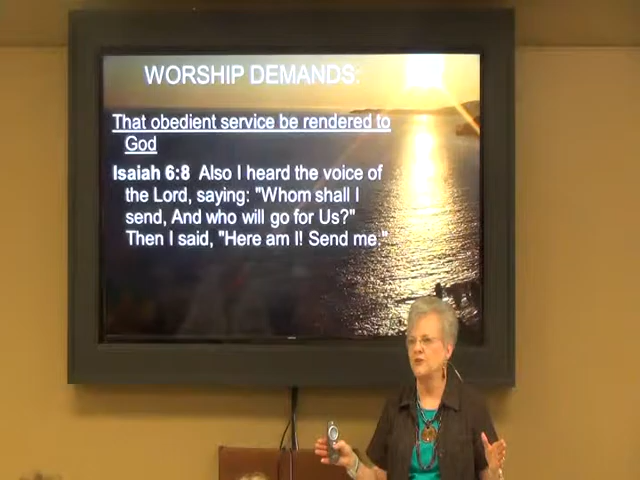 WORSHIP DEMANDS:
That obedient service be rendered to
God
Isaiah 6:8 Also I heard the voice of
the Lord, saying: "Whom shall I
send, And who will go for Us?"
Then I said, "Here am I! Send me."